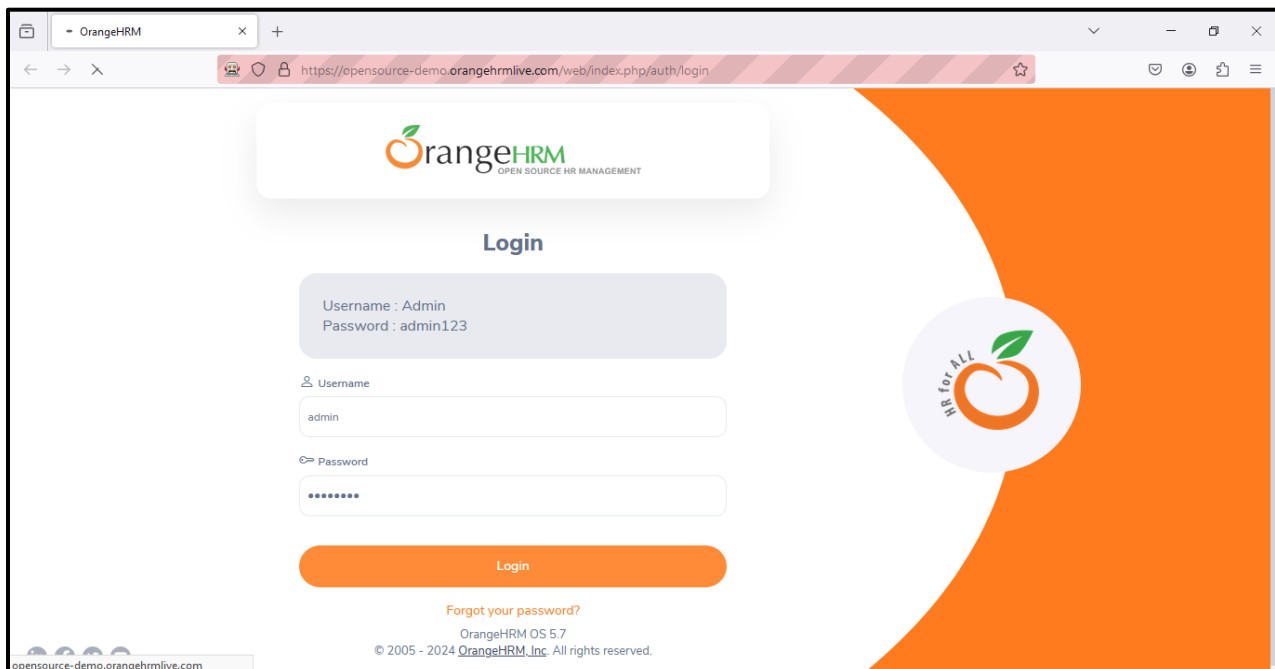 OrangeHRM
https://opensource-demo.orangehrmlive.com/web/index.php/auth/login
OrangeHRM
OPEN SOURCE HR MANAGEMENT
Login
Username : Admin
Password : admin123
Username
admin
Password
••••••••
Login
Forgot your password?
OrangeHRM OS 5.7
© 2005 - 2024 OrangeHRM, Inc. All rights reserved.
HR for ALL
opensource-demo.orangehrmlive.com